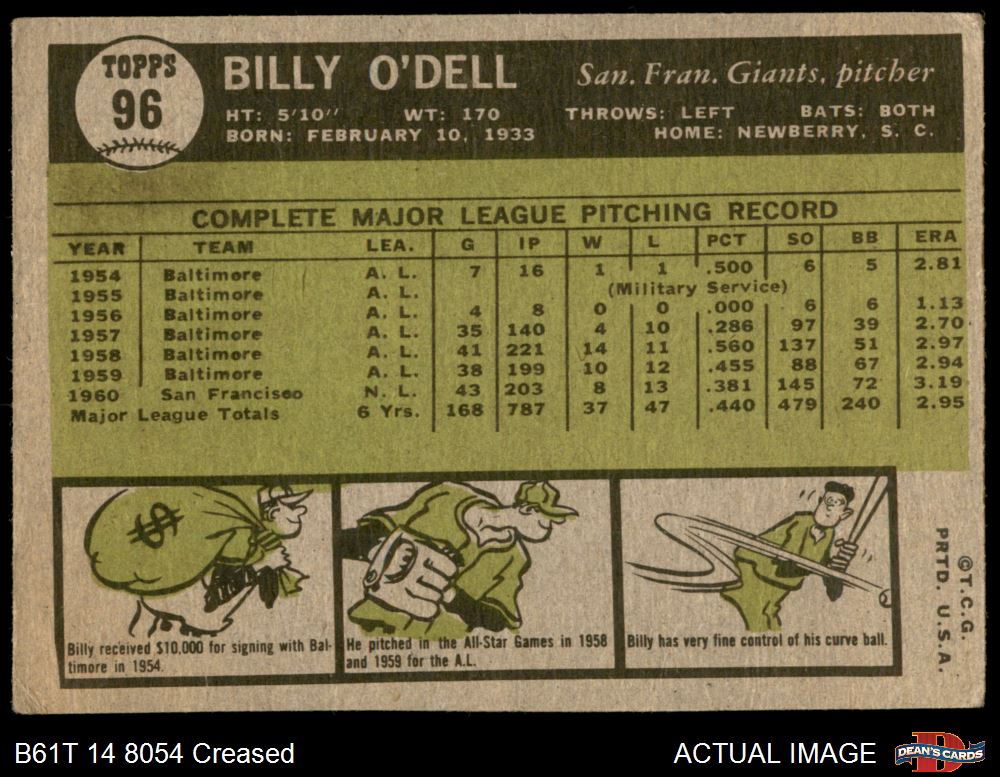 TOPPS
96
BILLY O'DELL
San. Fran. Giants, pitcher
HT: 5'10" WT: 170 THROWS: LEFT BATS: BOTH
BORN: FEBRUARY 10, 1933 HOME: NEWBERRY, S. C.
COMPLETE MAJOR LEAGUE PITCHING RECORD
YEAR TEAM LEA. G IP W L PCT SO BB ERA
1954 Baltimore A. L. 7 16 1 1 .500 6 5 2.81
1955 Baltimore A. L. (Military Service)
1956 Baltimore A. L. 4 8 0 0 .000 6 6 1.13
1957 Baltimore A. L. 35 140 4 10 .286 97 39 2.70
1958 Baltimore A. L. 41 221 14 11 .560 137 51 2.97
1959 Baltimore A. L. 38 199 10 12 .455 88 67 2.94
1960 San Francisco N. L. 43 203 8 13 .381 145 72 3.19
Major League Totals 6 Yrs. 168 787 37 47 .440 479 240 2.95
$
Billy received $10,000 for signing with Bal-
timore in 1954.
He pitched in the All-Star Games in 1958
and 1959 for the A.L.
Billy has very fine control of his curve ball.
©T.C.G.
PRTD. U.S.A.
B61T 14 8054 Creased
ACTUAL IMAGE
D
DEAN'S CARDS